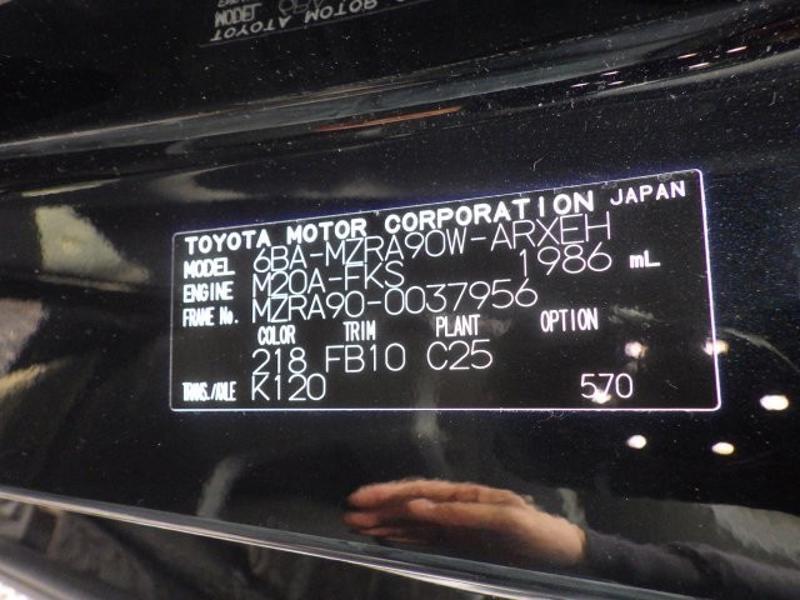 TOYOTA MOTOR CORPORATION JAPAN
MODEL 6BA-MZRA90W-ARXEH
ENGINE M20A-FKS 1986 mL
FRAME No. MZRA90-0037956
COLOR TRIM PLANT OPTION
218 FB10 C25
TRANS./AXLE K120 570